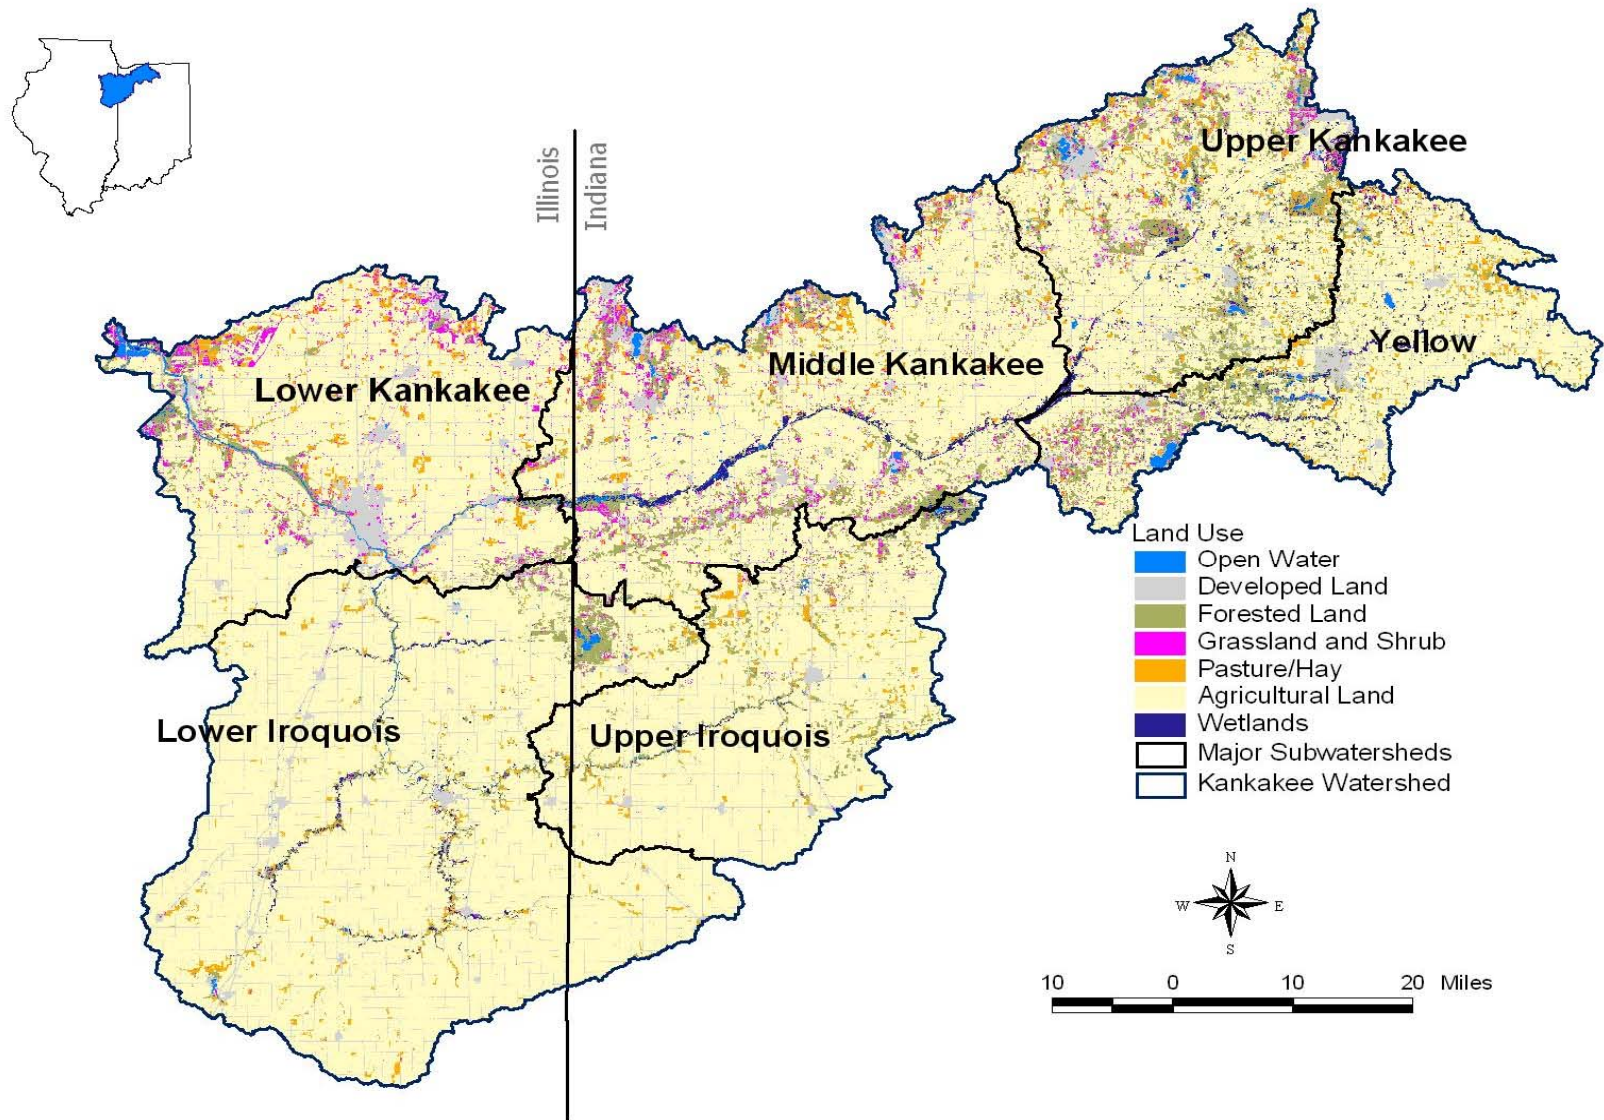 Illinois
Indiana
Upper Kankakee
Yellow
Middle Kankakee
Lower Kankakee
Lower Iroquois
Upper Iroquois
Land Use
Open Water
Developed Land
Forested Land
Grassland and Shrub
Pasture/Hay
Agricultural Land
Wetlands
Major Subwatersheds
Kankakee Watershed
N
W E
S
10 0 10 20 Miles